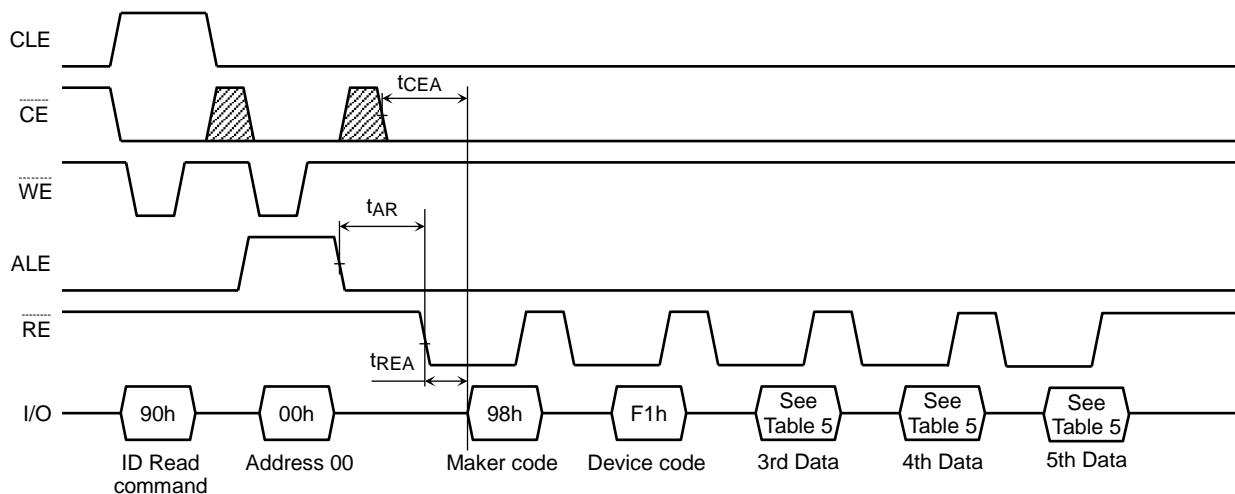 CLE
tCEA
CE
WE
tAR
ALE
RE
tREA
I/O
90h
00h
98h
F1h
See
Table 5
See
Table 5
See
Table 5
ID Read
command
Address 00
Maker code
Device code
3rd Data
4th Data
5th Data